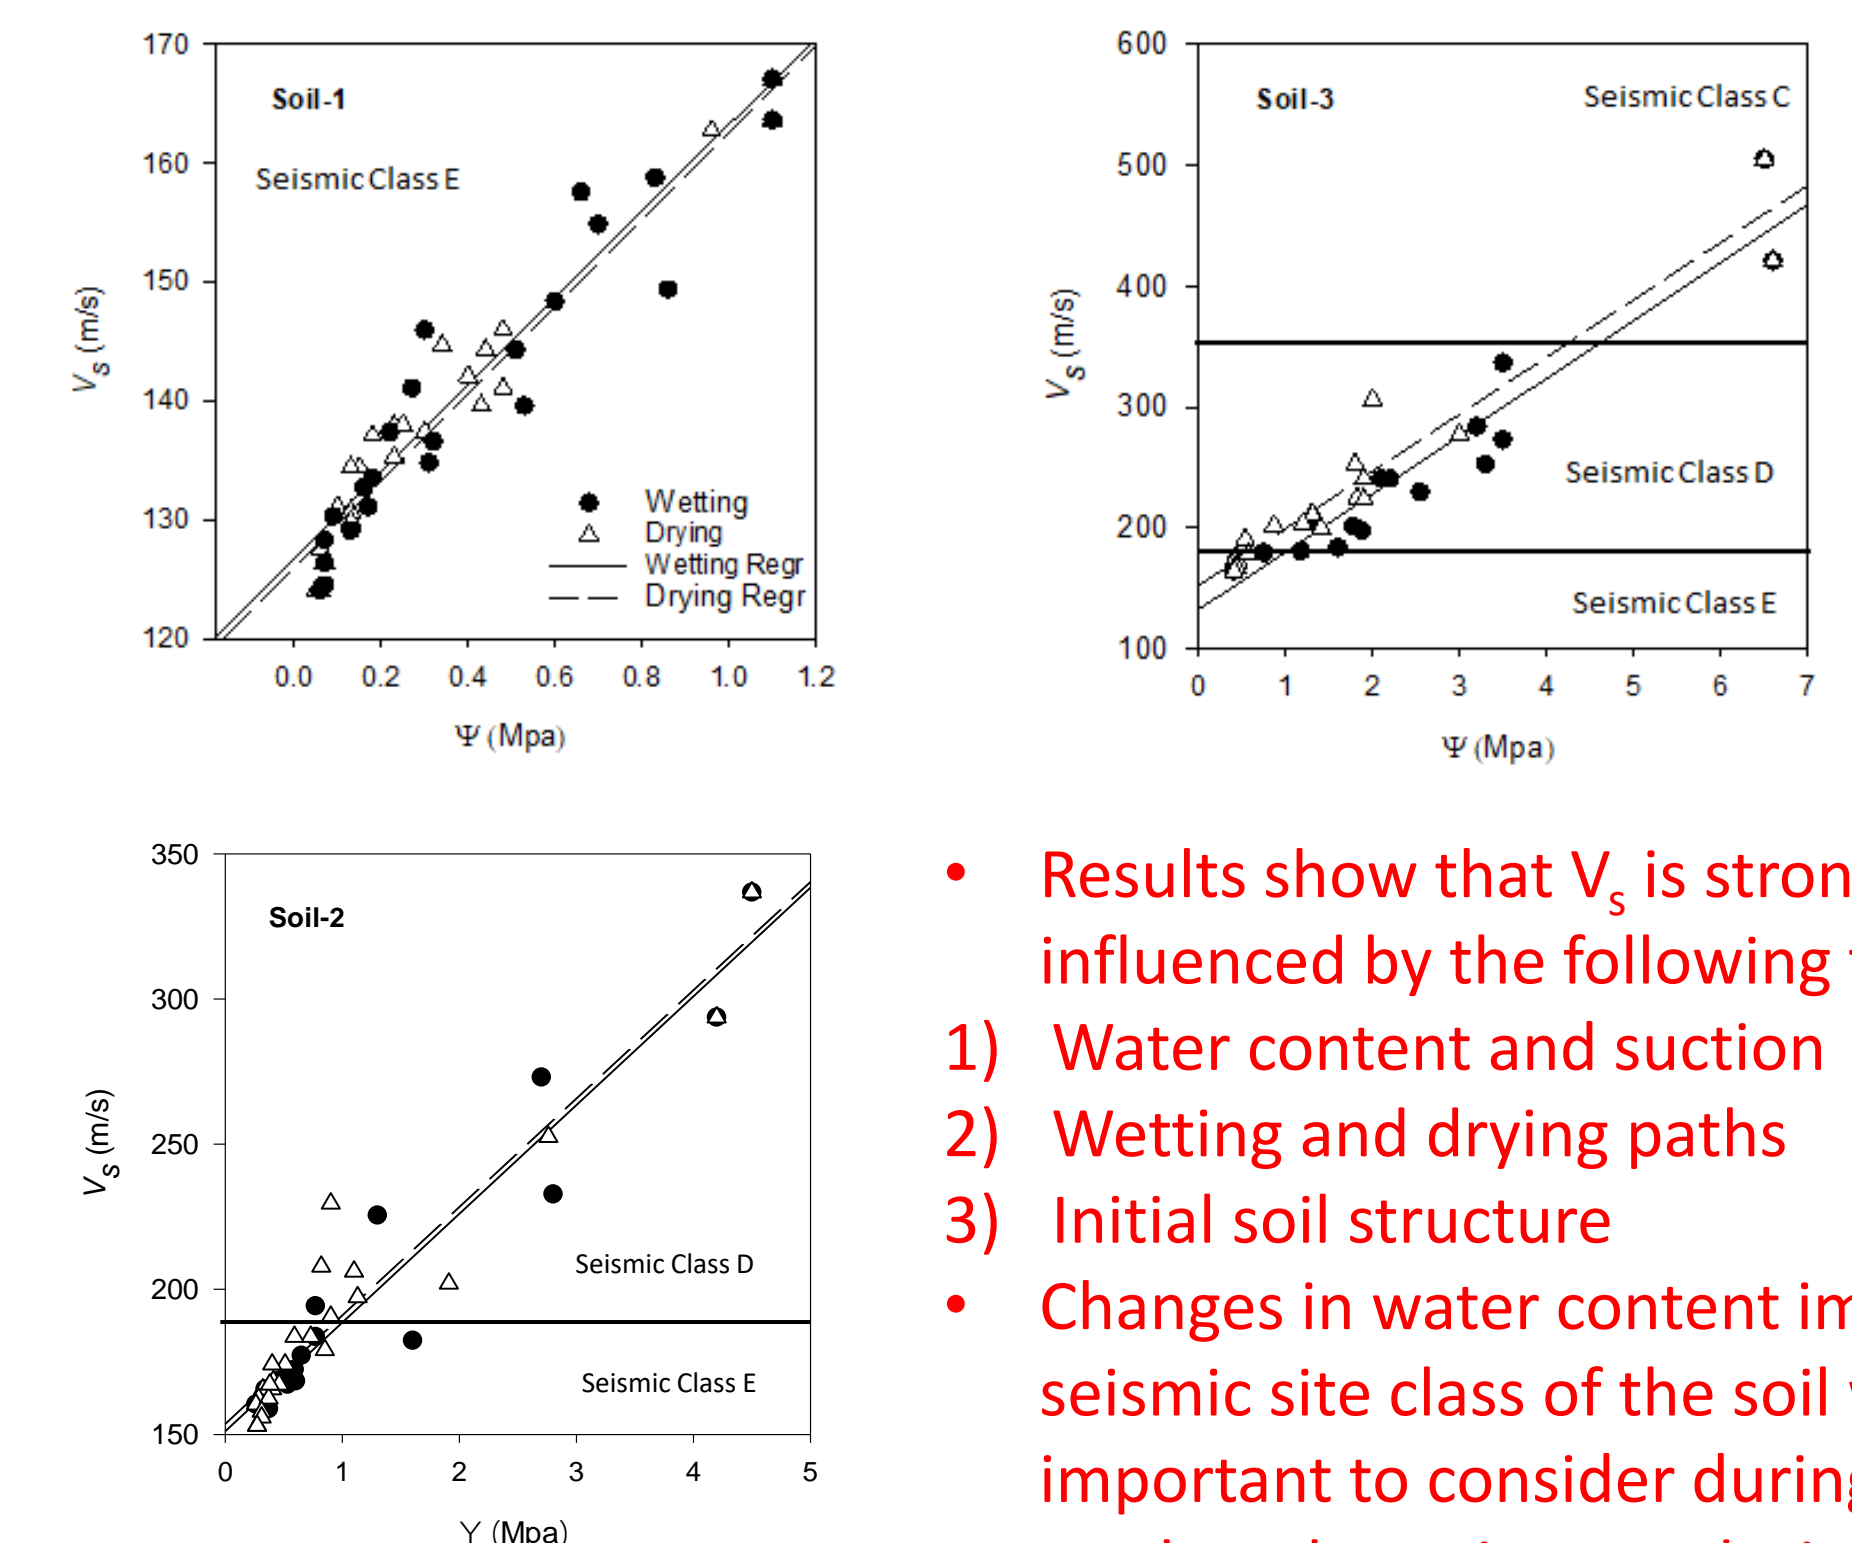 170
160
150
140
130
120
Soil-1
Seismic Class E
Wetting
Drying
Wetting Regr
Drying Regr
0.0 0.2 0.4 0.6 0.8 1.0 1.2
Vs (m/s)
Ψ (Mpa)
600
500
400
300
200
100
Soil-3
Seismic Class C
Seismic Class D
Seismic Class E
0 1 2 3 4 5 6 7
Vs (m/s)
Ψ (Mpa)
350
300
250
200
150
Soil-2
Seismic Class D
Seismic Class E
0 1 2 3 4 5
Vs (m/s)
Y (Mpa)
• Results show that Vs is stron
influenced by the following
1) Water content and suction
2) Wetting and drying paths
3) Initial soil structure
• Changes in water content im
seismic site class of the soil
important to consider during